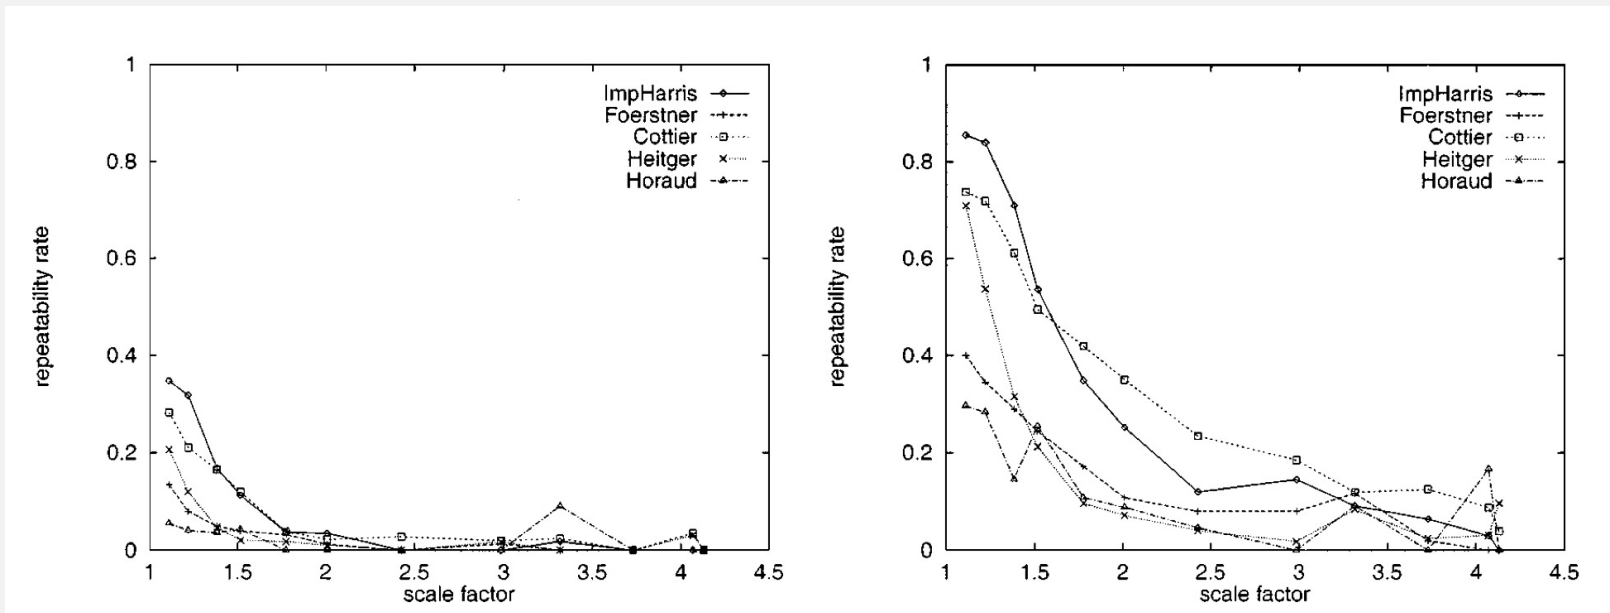 1
0.8
0.6
0.4
0.2
0
repeatability rate
ImpHarris
Foerstner
Cottier
Heitger
Horaud
1 1.5 2 2.5 3 3.5 4 4.5
scale factor
1
0.8
0.6
0.4
0.2
0
repeatability rate
ImpHarris
Foerstner
Cottier
Heitger
Horaud
1 1.5 2 2.5 3 3.5 4 4.5
scale factor